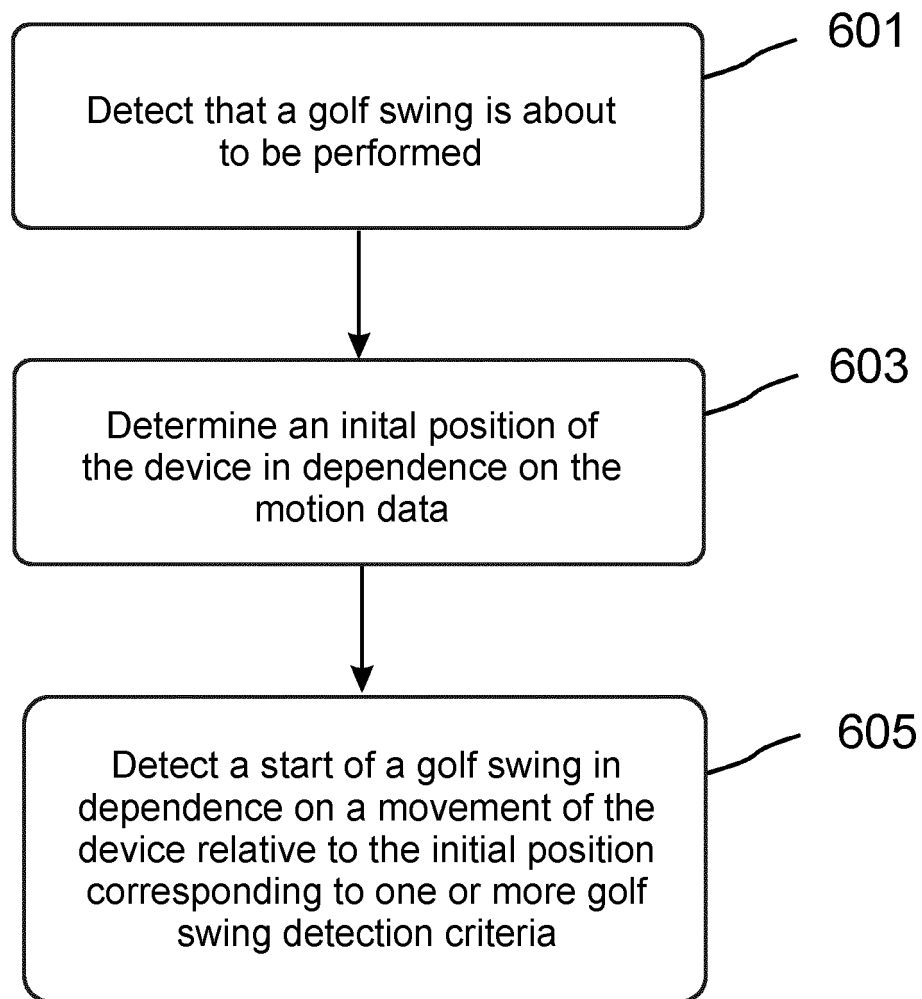 601
Detect that a golf swing is about
to be performed
603
Determine an inital position of
the device in dependence on the
motion data
605
Detect a start of a golf swing in
dependence on a movement of the
device relative to the initial position
corresponding to one or more golf
swing detection criteria